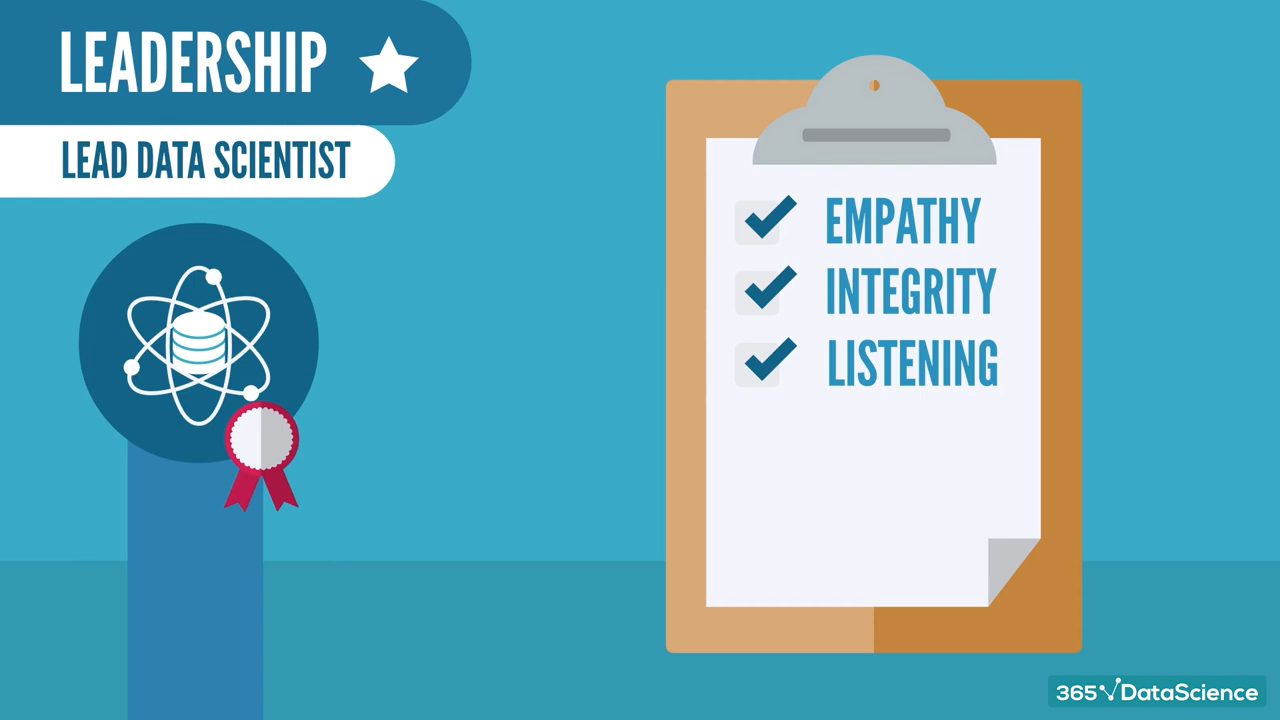 LEADERSHIP
LEAD DATA SCIENTIST
EMPATHY
INTEGRITY
LISTENING
365 DataScience